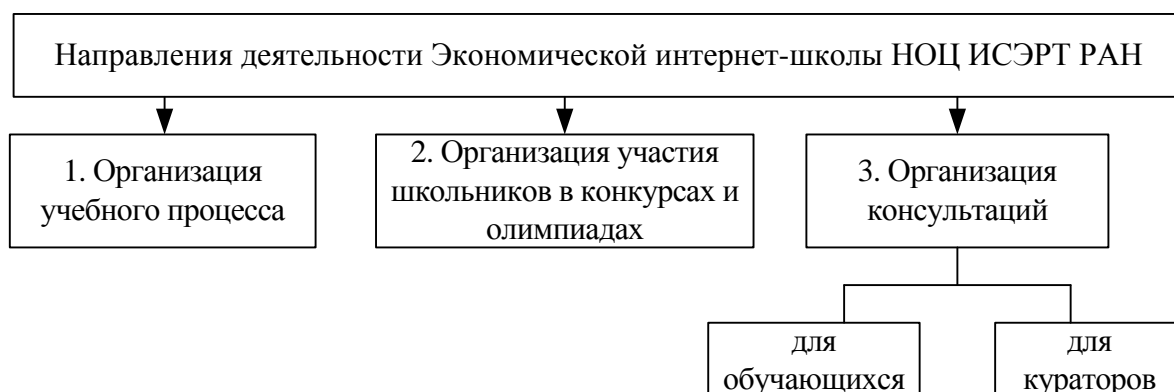 Направления деятельности Экономической интернет-школы НОЦ ИСЭРТ РАН
1. Организация
учебного процесса
2. Организация участия
школьников в конкурсах и
олимпиадах
3. Организация
консультаций
для
обучающихся
для
кураторов